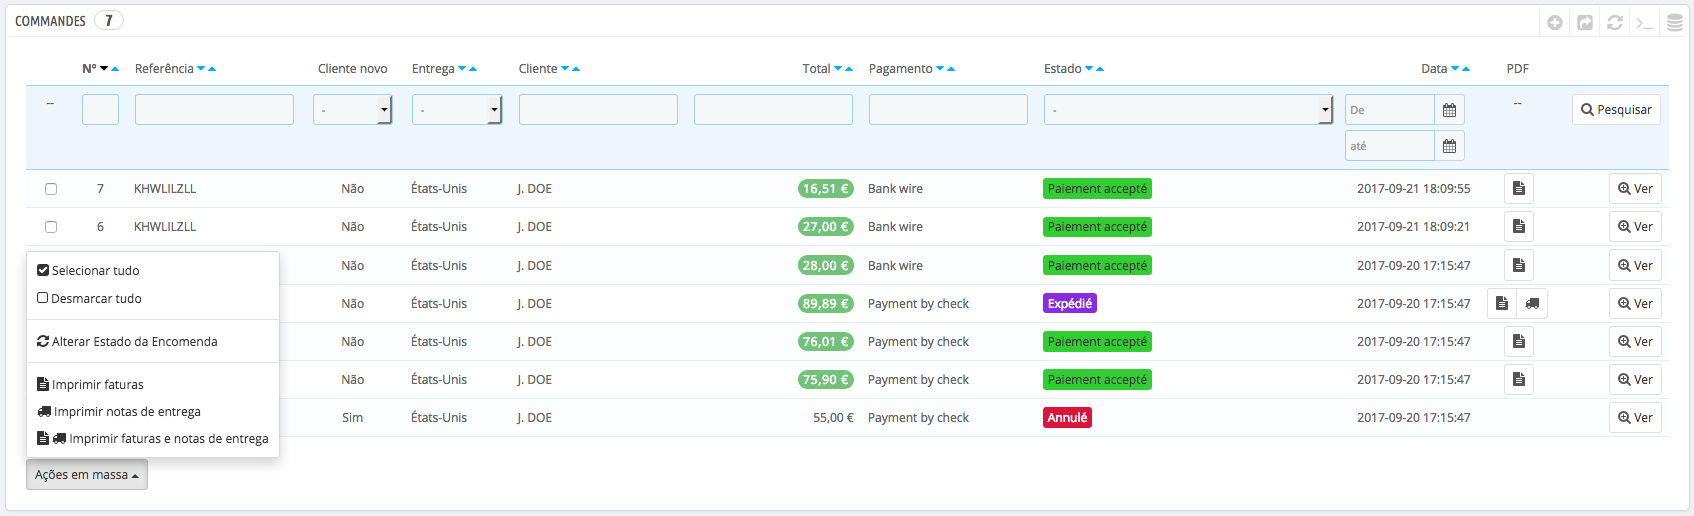 COMMANDES 7
Nº Referência Cliente novo Entrega Cliente Total Pagamento Estado Data PDF
-- - - - De -- Pesquisar
até
7 KHWLILZLL Não États-Unis J. DOE 16,51 € Bank wire Paiement accepté 2017-09-21 18:09:55 Ver
6 KHWLILZLL Não États-Unis J. DOE 27,00 € Bank wire Paiement accepté 2017-09-21 18:09:21 Ver
Não États-Unis J. DOE 28,00 € Bank wire Paiement accepté 2017-09-20 17:15:47 Ver
Não États-Unis J. DOE 89,89 € Payment by check Expédié 2017-09-20 17:15:47 Ver
Não États-Unis J. DOE 76,01 € Payment by check Paiement accepté 2017-09-20 17:15:47 Ver
Não États-Unis J. DOE 75,90 € Payment by check Paiement accepté 2017-09-20 17:15:47 Ver
Sim États-Unis J. DOE 55,00 € Payment by check Annulé 2017-09-20 17:15:47 Ver
Selecionar tudo
Desmarcar tudo
Alterar Estado da Encomenda
Imprimir faturas
Imprimir notas de entrega
Imprimir faturas e notas de entrega
Ações em massa